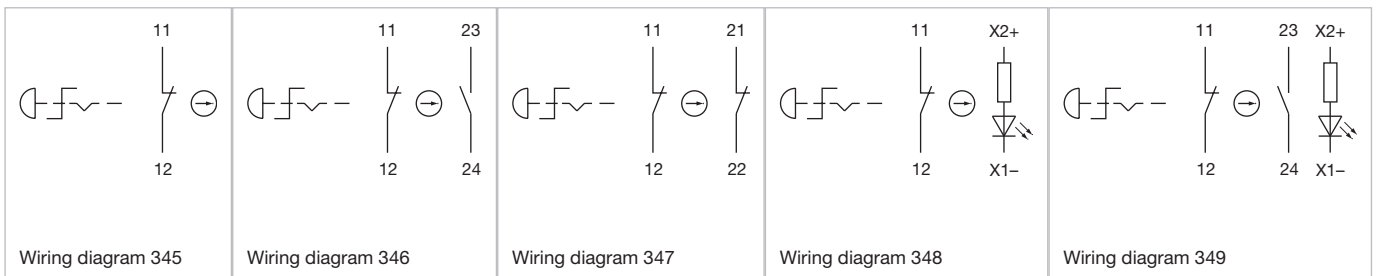 11
12
Wiring diagram 345
11 23
12 24
Wiring diagram 346
11 21
12 22
Wiring diagram 347
11 X2+
12 X1–
Wiring diagram 348
11 23 X2+
12 24 X1–
Wiring diagram 349